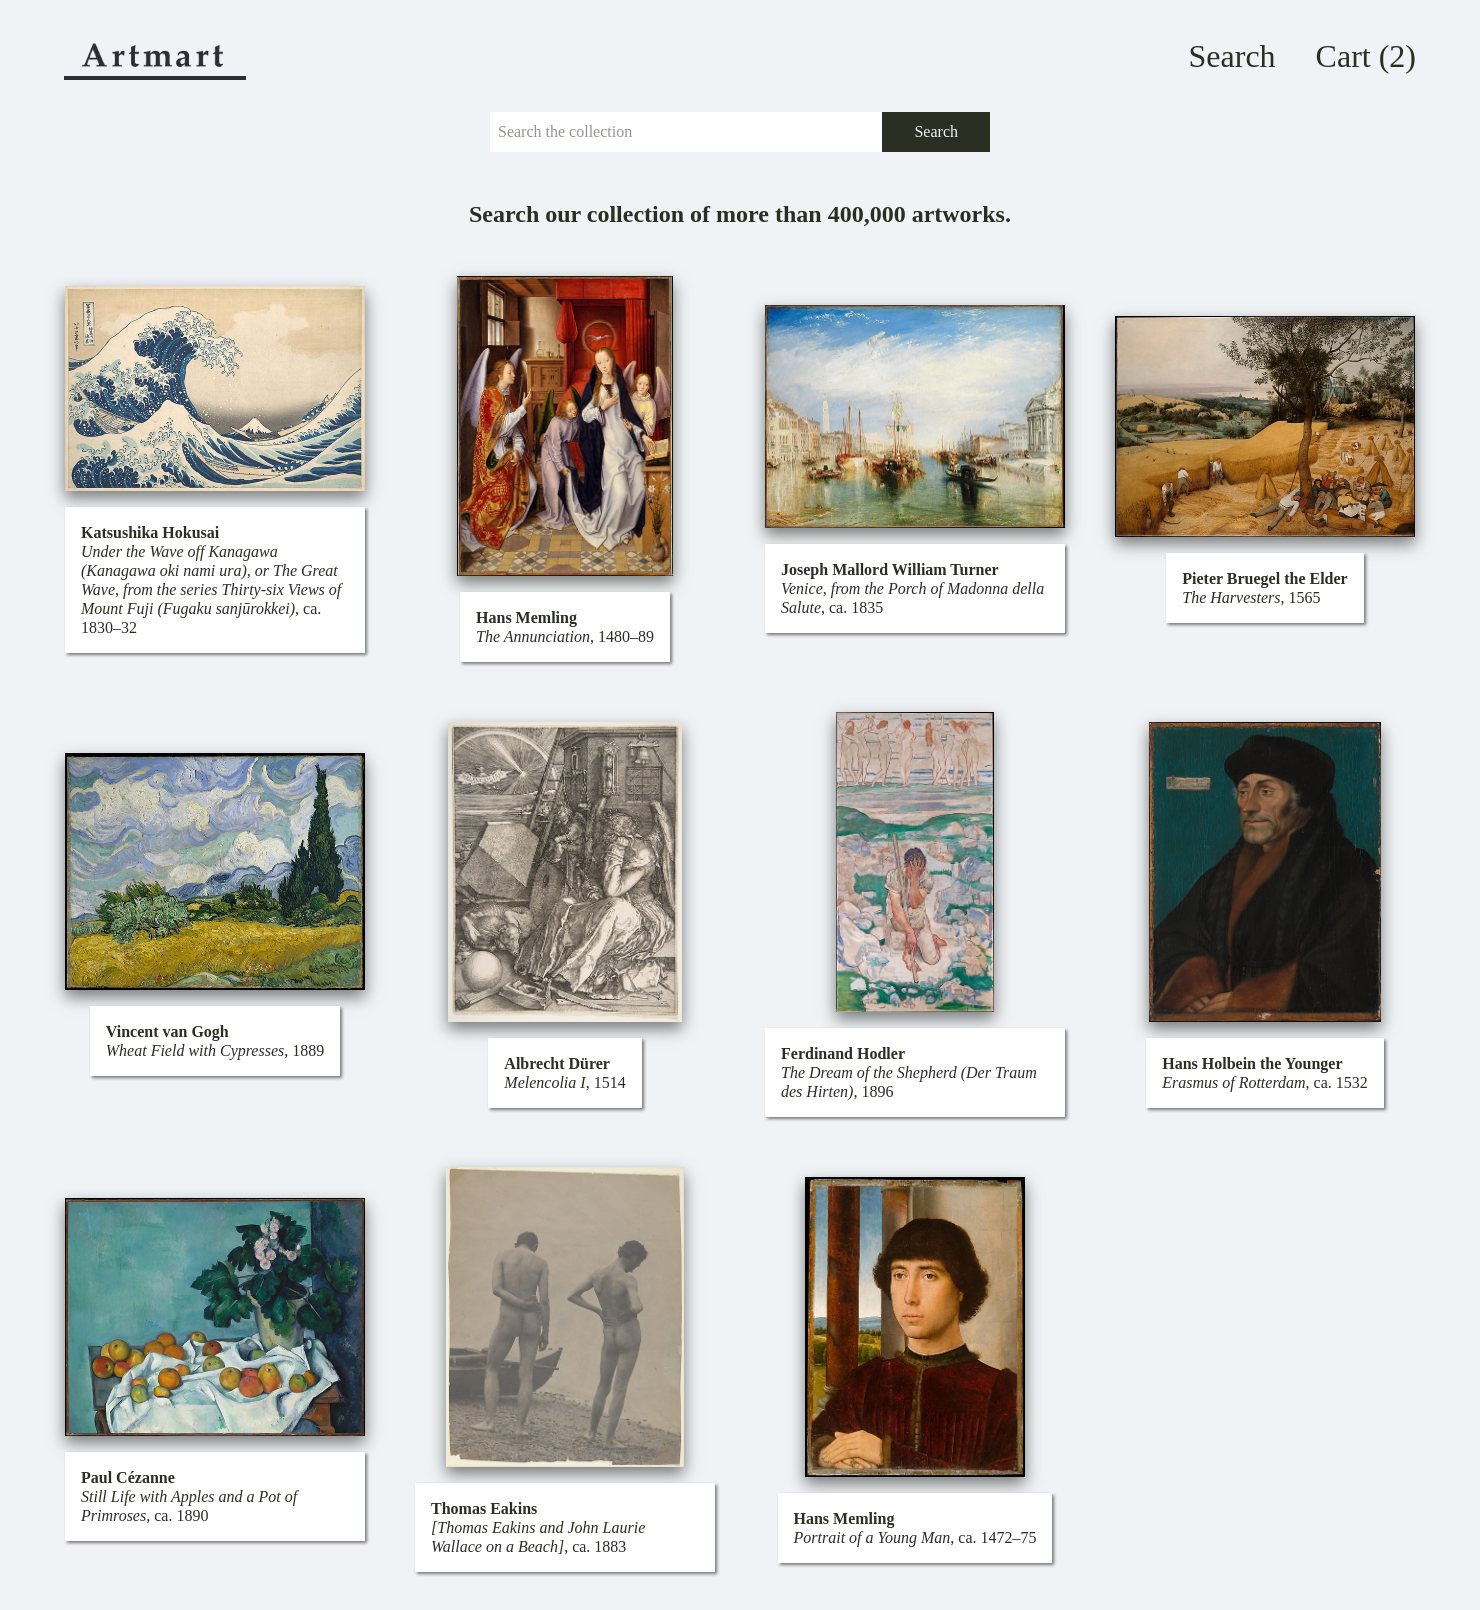 Artmart
Search Cart (2)
Search the collection
Search
Search our collection of more than 400,000 artworks.
Katsushika Hokusai
Under the Wave off Kanagawa
(Kanagawa oki nami ura), or The Great
Wave, from the series Thirty-six Views of
Mount Fuji (Fugaku sanjūrokkei), ca.
1830–32
Hans Memling
The Annunciation, 1480–89
Joseph Mallord William Turner
Venice, from the Porch of Madonna della
Salute, ca. 1835
Pieter Bruegel the Elder
The Harvesters, 1565
Vincent van Gogh
Wheat Field with Cypresses, 1889
Albrecht Dürer
Melencolia I, 1514
Ferdinand Hodler
The Dream of the Shepherd (Der Traum
des Hirten), 1896
Hans Holbein the Younger
Erasmus of Rotterdam, ca. 1532
Paul Cézanne
Still Life with Apples and a Pot of
Primroses, ca. 1890
Thomas Eakins
[Thomas Eakins and John Laurie
Wallace on a Beach], ca. 1883
Hans Memling
Portrait of a Young Man, ca. 1472–75